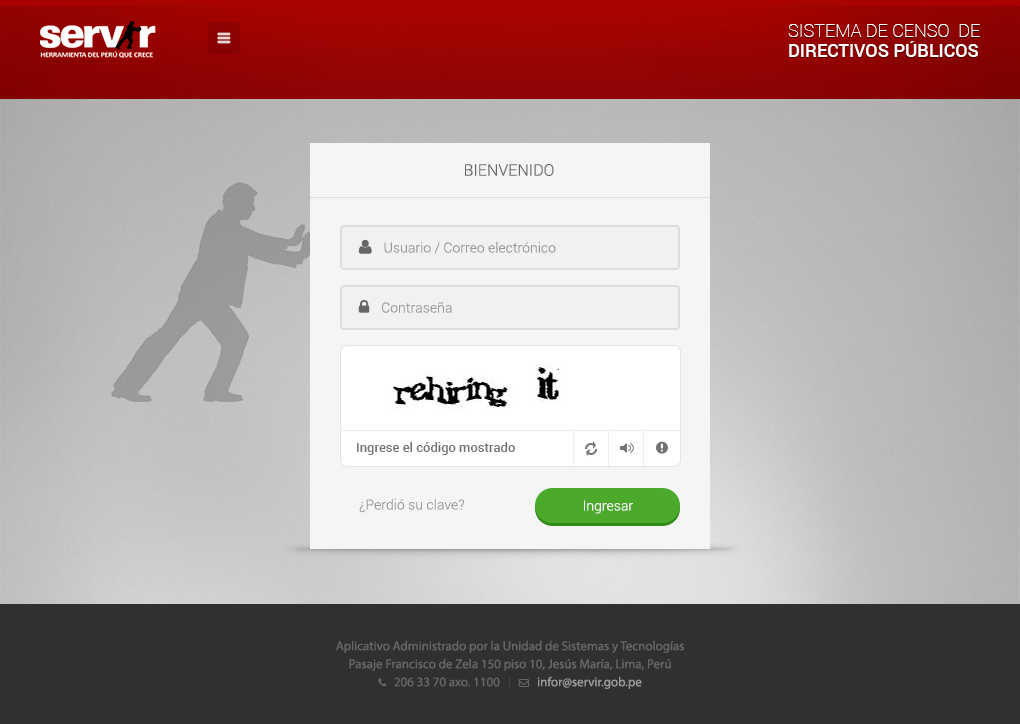 servir
HERRAMIENTA DEL PERÚ QUE CRECE
SISTEMA DE CENSO DE
DIRECTIVOS PÚBLICOS
BIENVENIDO
Usuario / Correo electrónico
Contraseña
rehiring it
Ingrese el código mostrado
¿Perdió su clave?
Ingresar
Aplicativo Administrado por la Unidad de Sistemas y Tecnologías
Pasaje Francisco de Zela 150 piso 10, Jesús María, Lima, Perú
206 33 70 axo. 1100 | infor@servir.gob.pe